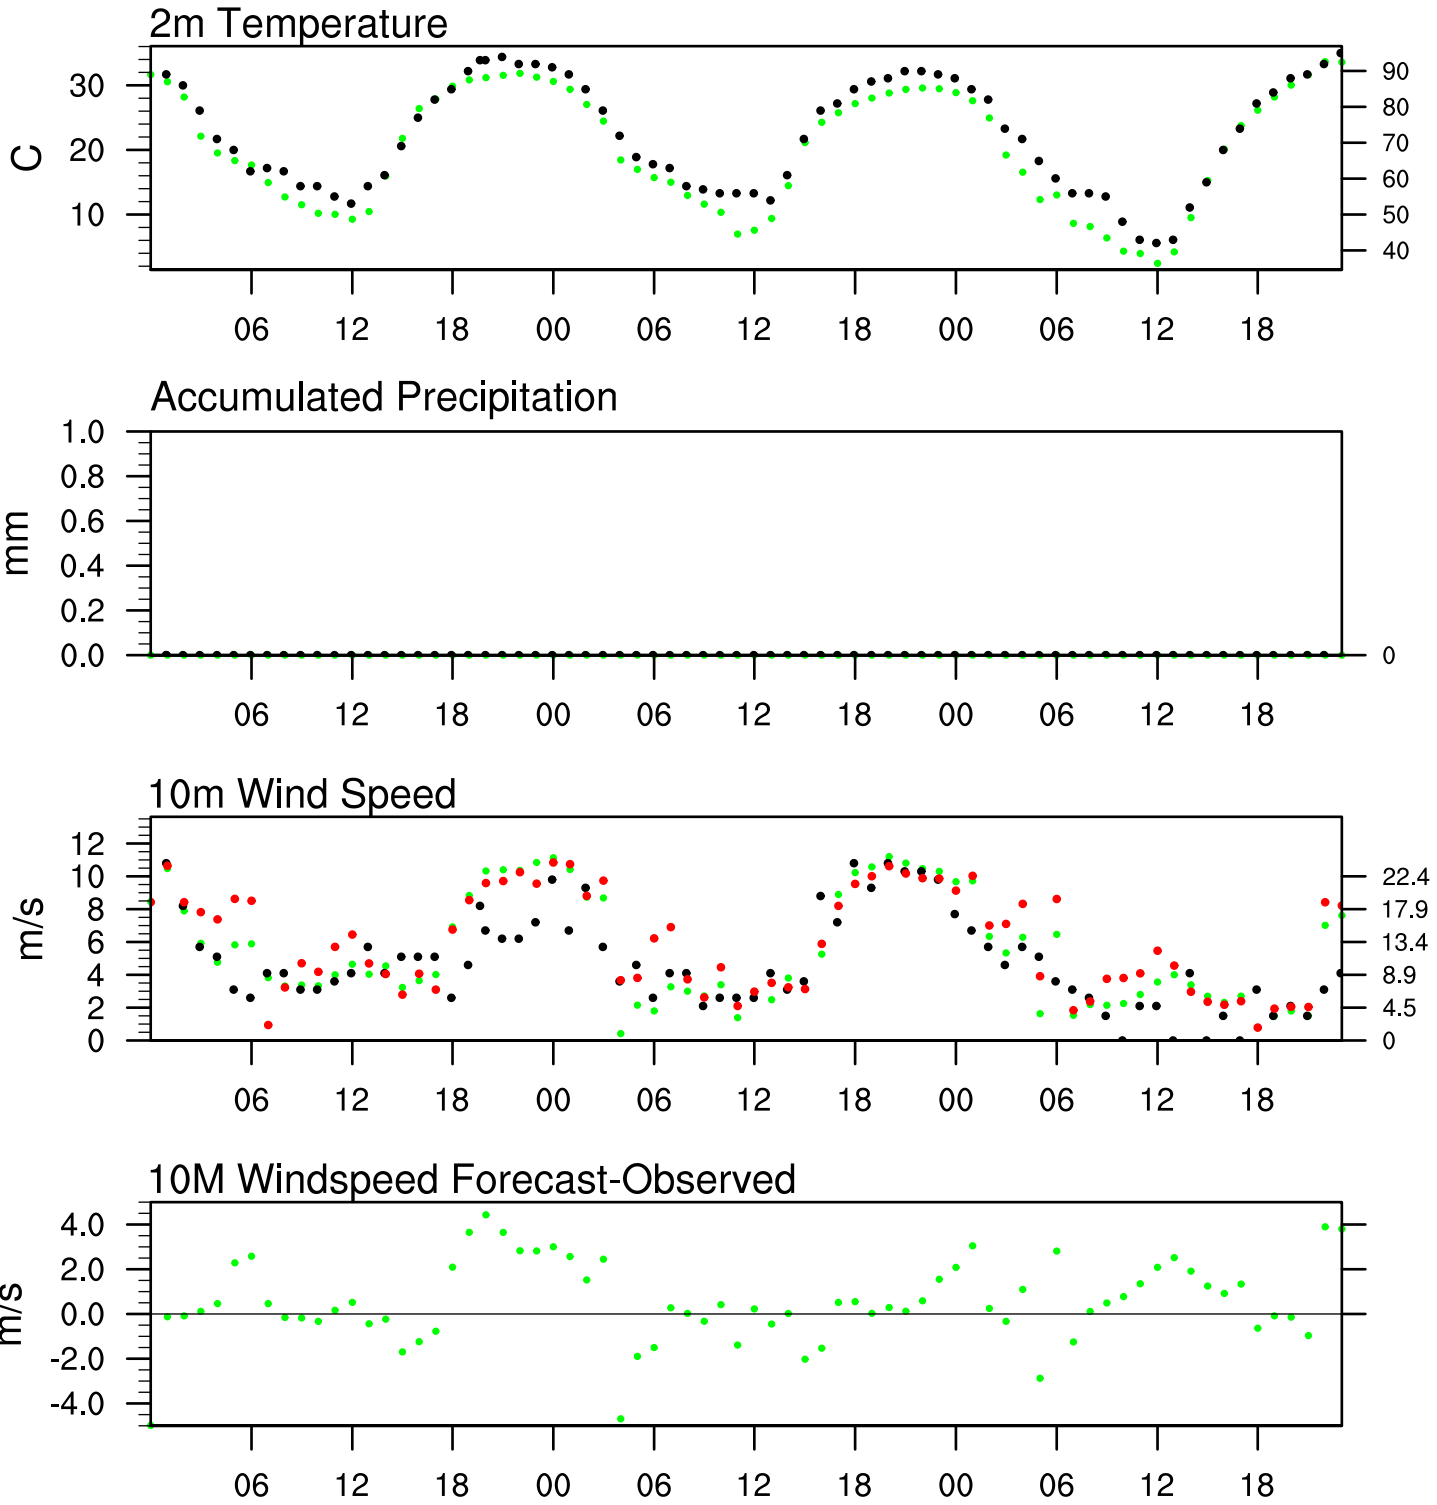 2m Temperature
30
20
10
C
90
80
70
60
50
40
06 12 18 00 06 12 18 00 06 12 18
Accumulated Precipitation
1.0
0.8
0.6
0.4
0.2
0.0
mm
0
06 12 18 00 06 12 18 00 06 12 18
10m Wind Speed
12
10
8
6
4
2
0
m/s
22.4
17.9
13.4
8.9
4.5
0
06 12 18 00 06 12 18 00 06 12 18
10M Windspeed Forecast-Observed
4.0
2.0
0.0
-2.0
-4.0
m/s
06 12 18 00 06 12 18 00 06 12 18